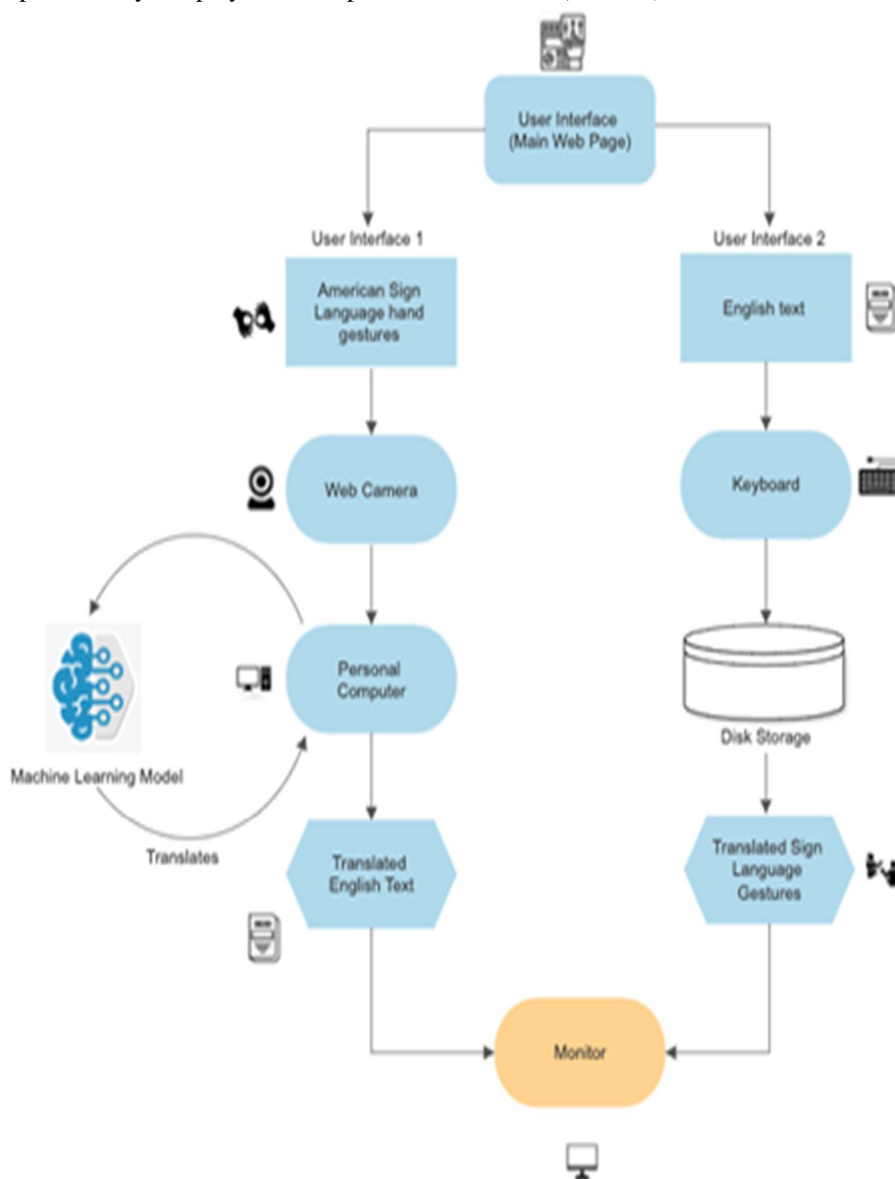 User Interface
(Main Web Page)
User Interface 1
User Interface 2
American Sign
Language hand
gestures
English text
Web Camera
Keyboard
Personal
Computer
Disk Storage
Machine Learning Model
Translates
Translated
English Text
Translated Sign
Language
Gestures
Monitor